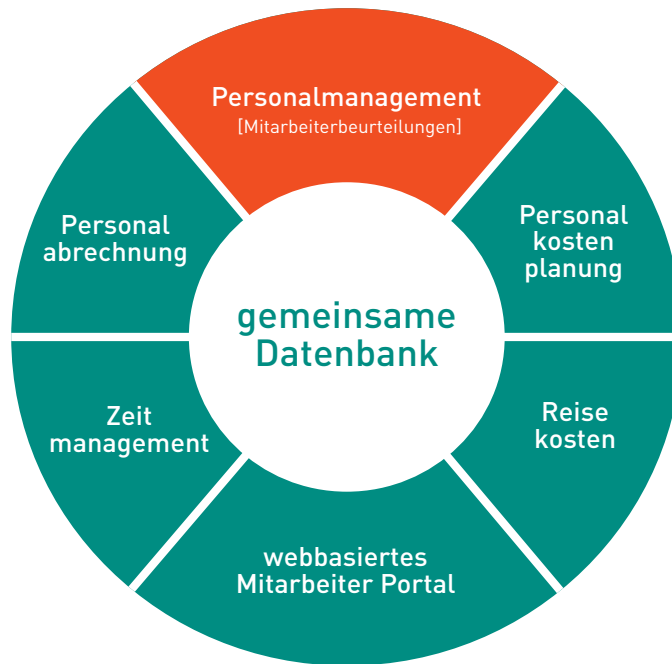 Personalmanagement
[Mitarbeiterbeurteilungen]
Personal
abrechnung
Personal
kosten
planung
gemeinsame
Datenbank
Zeit
management
Reise
kosten
webbasiertes
Mitarbeiter Portal